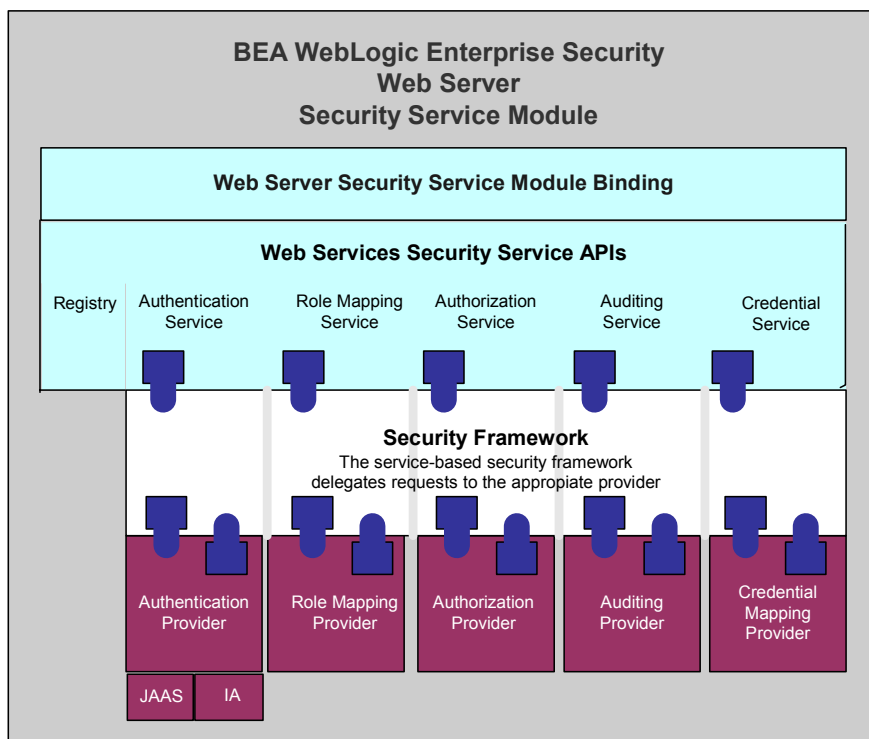 BEA WebLogic Enterprise Security
Web Server
Security Service Module
Web Server Security Service Module Binding
Web Services Security Service APIs
Registry
Authentication
Service
Role Mapping
Service
Authorization
Service
Auditing
Service
Credential
Service
Security Framework
The service-based security framework
delegates requests to the appropiate provider
Authentication
Provider
Role Mapping
Provider
Authorization
Provider
Auditing
Provider
Credential
Mapping
Provider
JAAS
IA